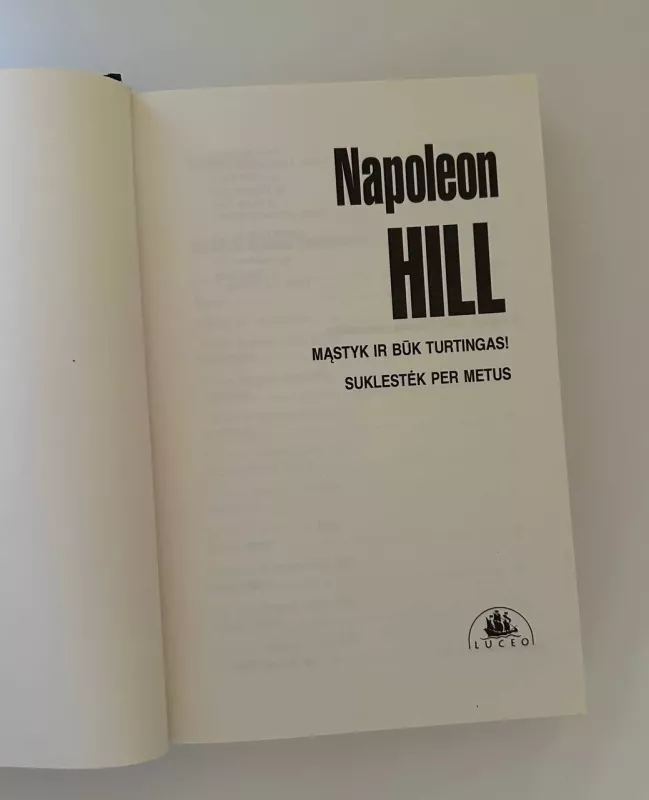 Napoleon
HILL
MĄSTYK IR BŪK TURTINGAS!
SUKLESTĖK PER METUS
LUCEO